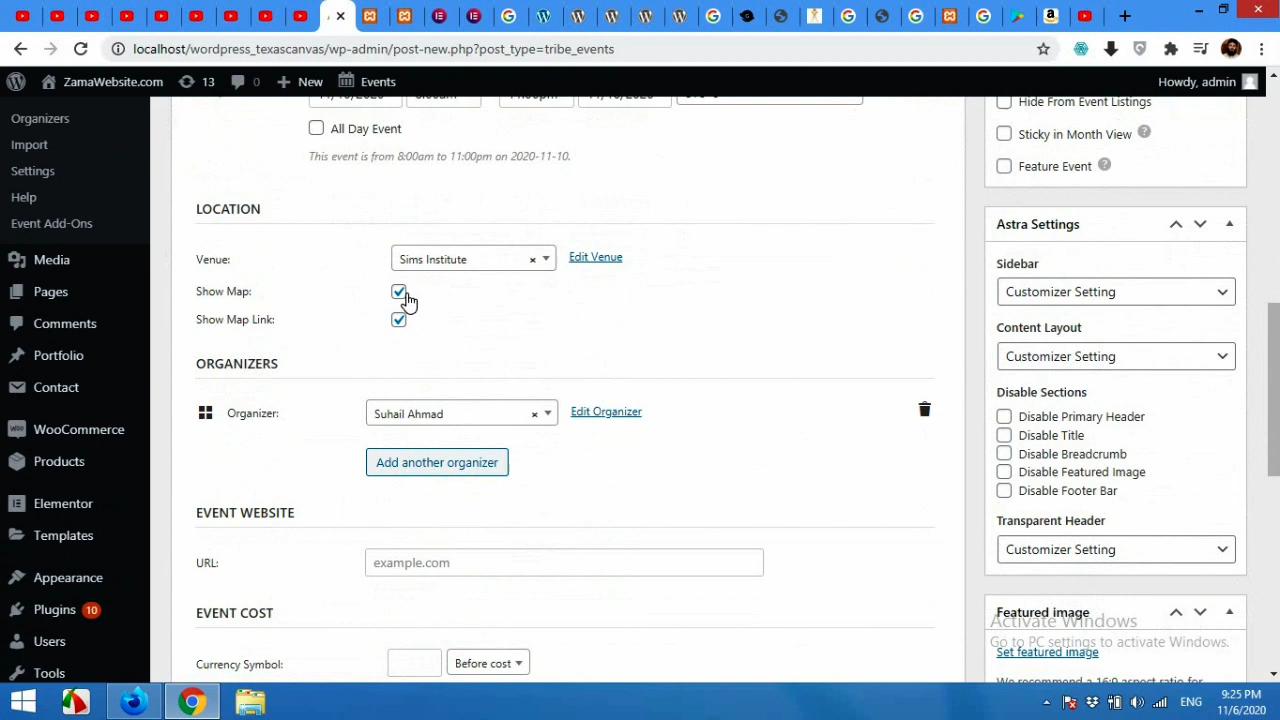 localhost/wordpress_texascanvas/wp-admin/post-new.php?post_type=tribe_events
ZamaWebsite.com 13 0 New Events Howdy, admin
Organizers
Import
Settings
Help
Event Add-Ons
Media
Pages
Comments
Portfolio
Contact
WooCommerce
Products
Elementor
Templates
Appearance
Plugins 10
Users
Tools
All Day Event
This event is from 8:00am to 11:00pm on 2020-11-10.
LOCATION
Venue: Sims Institute × Edit Venue
Show Map:
Show Map Link:
ORGANIZERS
Organizer: Suhail Ahmad × Edit Organizer
Add another organizer
EVENT WEBSITE
URL: example.com
EVENT COST
Currency Symbol: Before cost
Hide From Event Listings
Sticky in Month View ?
Feature Event ?
Astra Settings
Sidebar
Customizer Setting
Content Layout
Customizer Setting
Disable Sections
Disable Primary Header
Disable Title
Disable Breadcrumb
Disable Featured Image
Disable Footer Bar
Transparent Header
Customizer Setting
Featured image
Set featured image
We recommend a 16:9 aspect ratio for
Activate Windows
Go to PC settings to activate Windows.
ENG
9:25 PM
11/6/2020